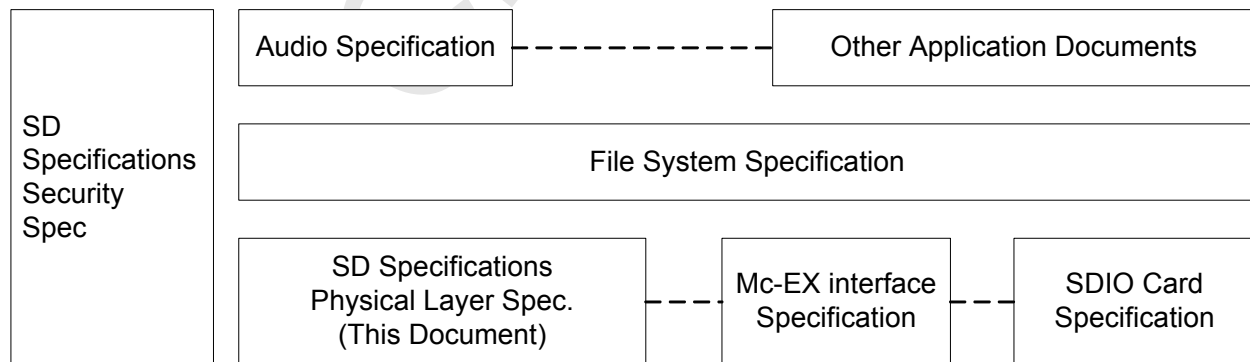 SD
Specifications
Security
Spec
Audio Specification
Other Application Documents
File System Specification
SD Specifications
Physical Layer Spec.
(This Document)
Mc-EX interface
Specification
SDIO Card
Specification